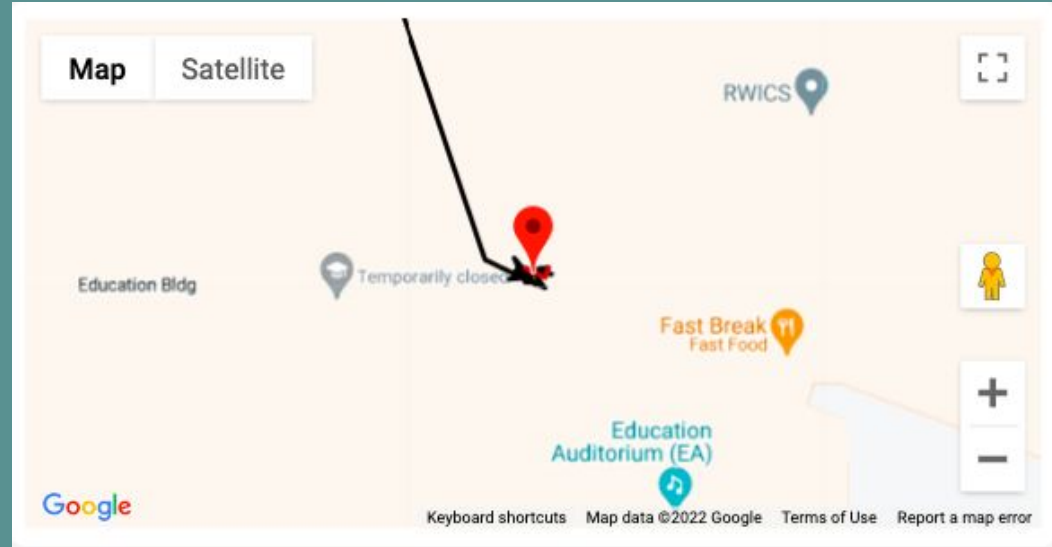 Map
Satellite
RWICS
Education Bldg
Temporarily closed
Fast Break
Fast Food
Education
Auditorium (EA)
Google
Keyboard shortcuts
Map data ©2022 Google
Terms of Use
Report a map error